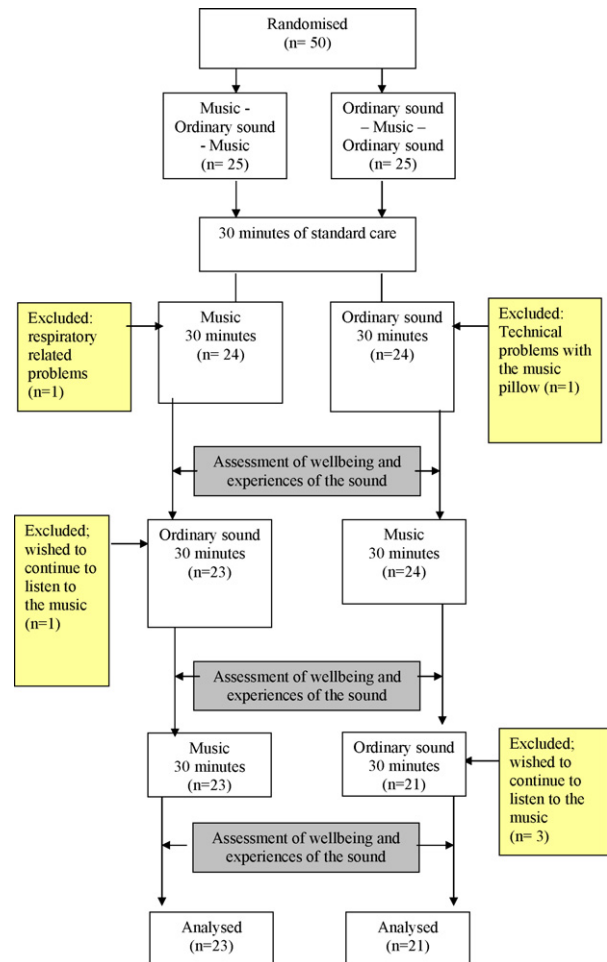 Randomised
(n= 50)
Music -
Ordinary sound
- Music
(n= 25)
Ordinary sound
– Music –
Ordinary sound
(n= 25)
30 minutes of standard care
Excluded:
respiratory
related
problems
(n=1)
Music
30 minutes
(n= 24)
Ordinary sound
30 minutes
(n=24)
Excluded:
Technical
problems with
the music
pillow (n=1)
Assessment of wellbeing and
experiences of the sound
Excluded;
wished to
continue to
listen to
the music
(n=1)
Ordinary sound
30 minutes
(n=23)
Music
30 minutes
(n=24)
Assessment of wellbeing and
experiences of the sound
Music
30 minutes
(n=23)
Ordinary sound
30 minutes
(n=21)
Excluded;
wished to
continue to
listen to the
music
(n= 3)
Assessment of wellbeing and
experiences of the sound
Analysed
(n=23)
Analysed
(n=21)